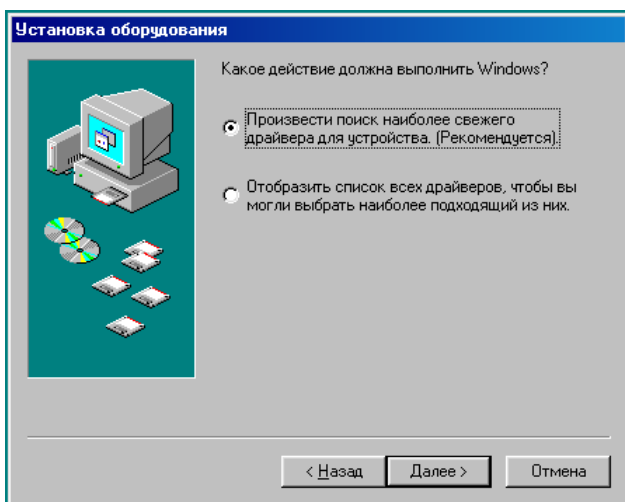 Установка оборудования
Какое действие должна выполнить Windows?
Произвести поиск наиболее свежего
драйвера для устройства. (Рекомендуется).
Отобразить список всех драйверов, чтобы вы
могли выбрать наиболее подходящий из них.
< Назад
Далее >
Отмена